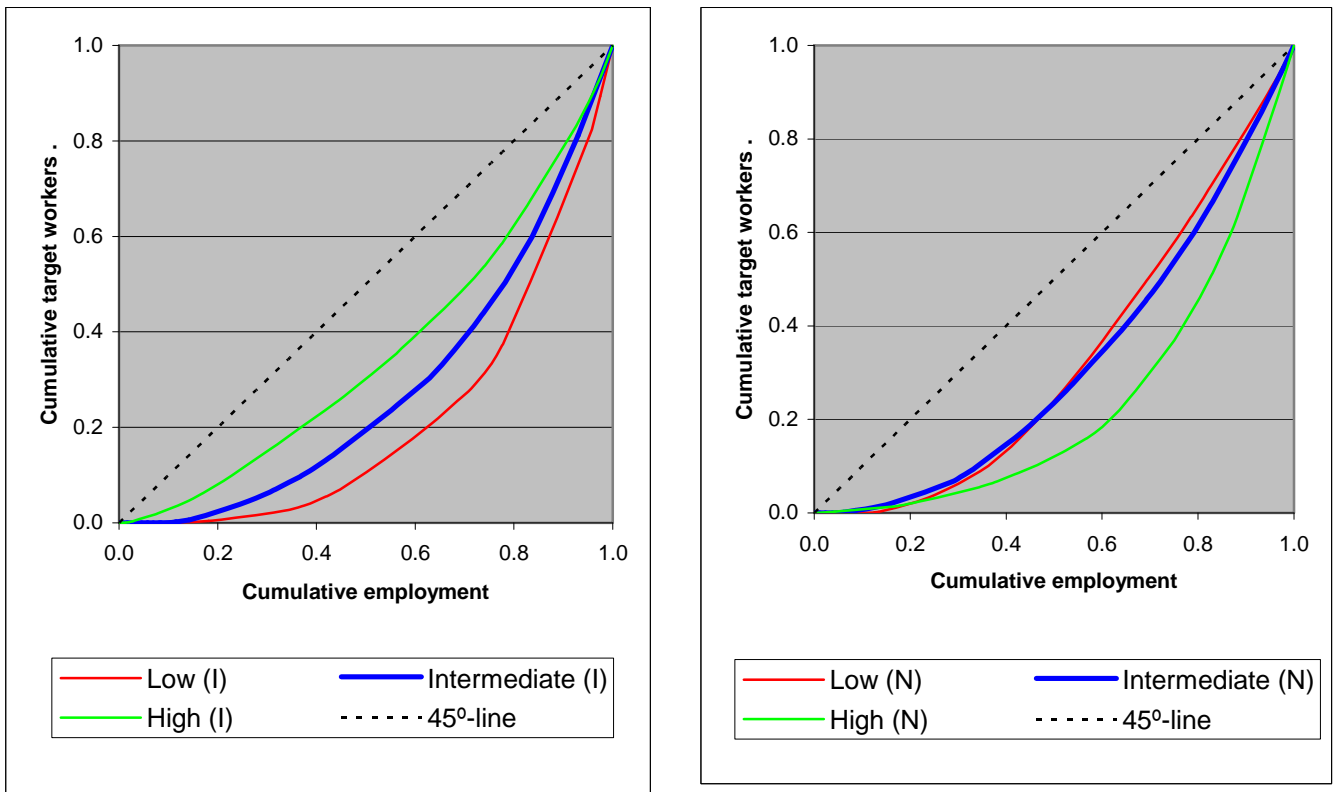 1.0
0.8
0.6
0.4
0.2
0.0
Cumulative target workers .
0.0 0.2 0.4 0.6 0.8 1.0
Cumulative employment
Low (I) Intermediate (I)
High (I) 45º-line
1.0
0.8
0.6
0.4
0.2
0.0
Cumulative target workers .
0.0 0.2 0.4 0.6 0.8 1.0
Cumulative employment
Low (N) Intermediate (N)
High (N) 45º-line